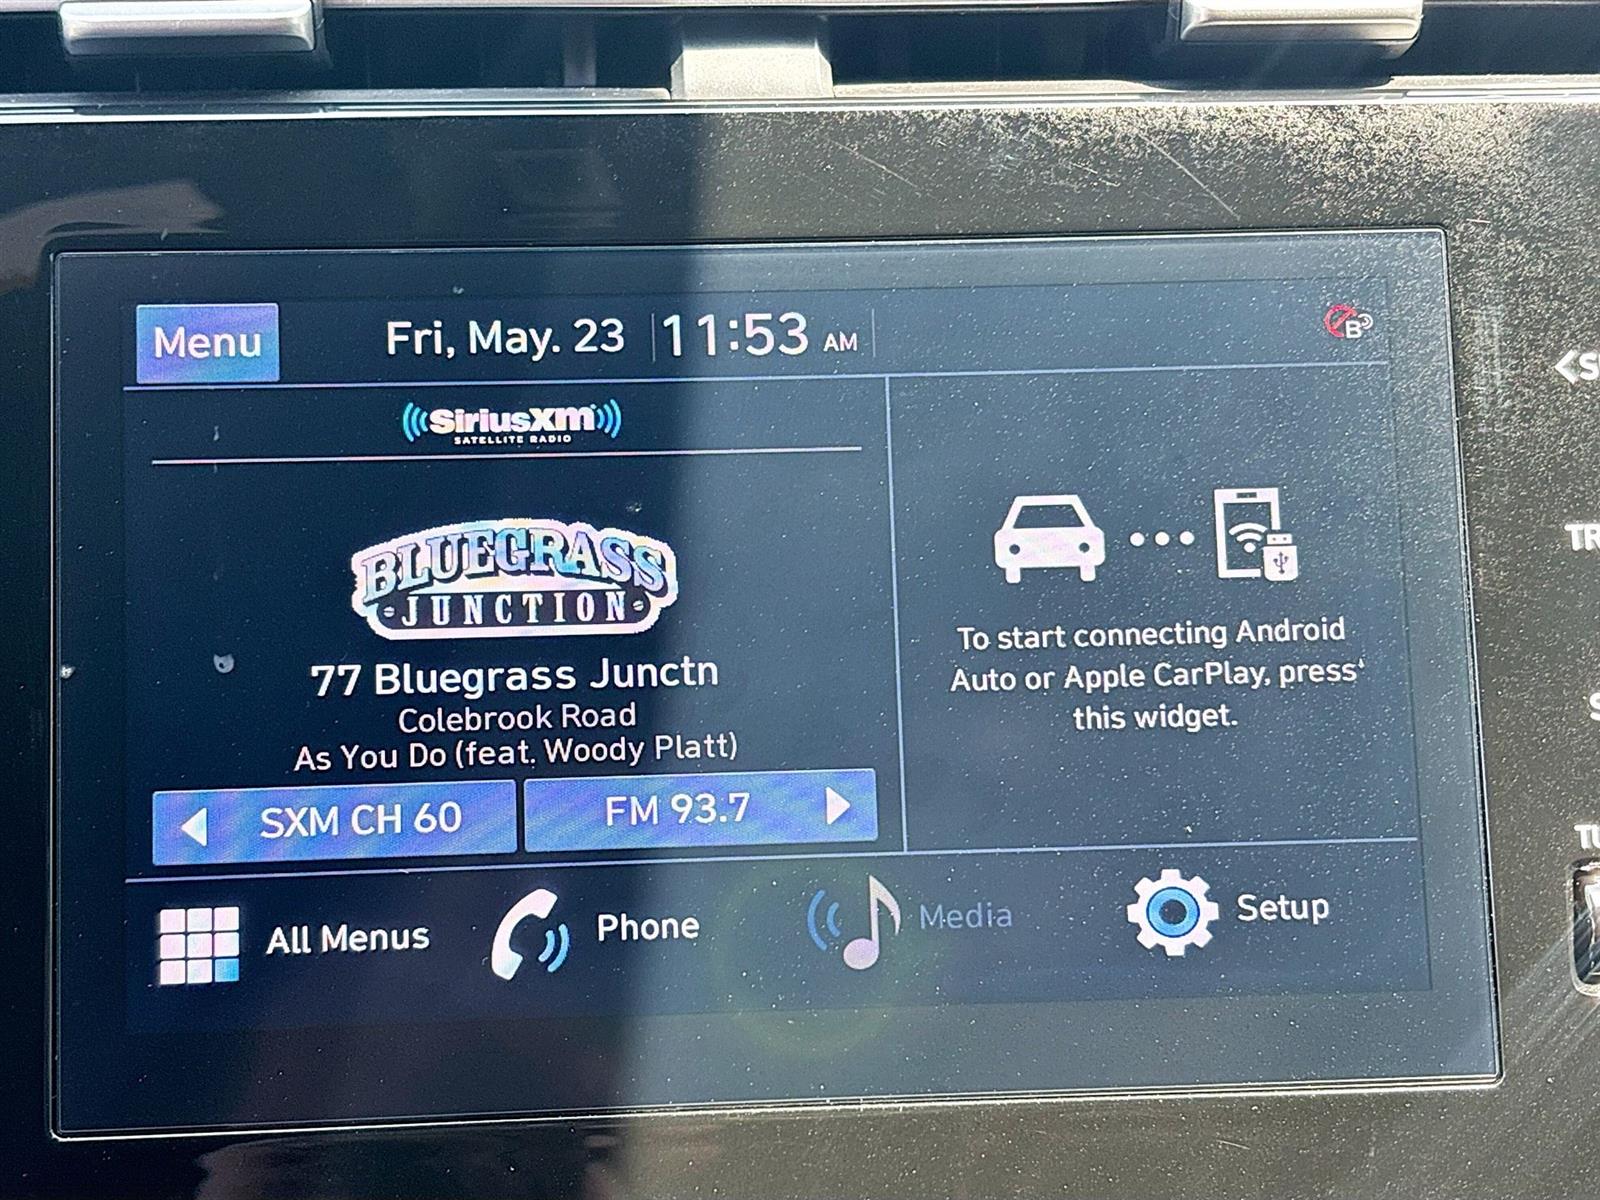 Menu
Fri, May. 23
11:53 AM
B
SiriusXM
SATELLITE RADIO
BLUEGRASS
JUNCTION
77 Bluegrass Junctn
Colebrook Road
As You Do (feat. Woody Platt)
SXM CH 60
FM 93.7
To start connecting Android
Auto or Apple CarPlay, press
this widget.
All Menus
Phone
Media
Setup